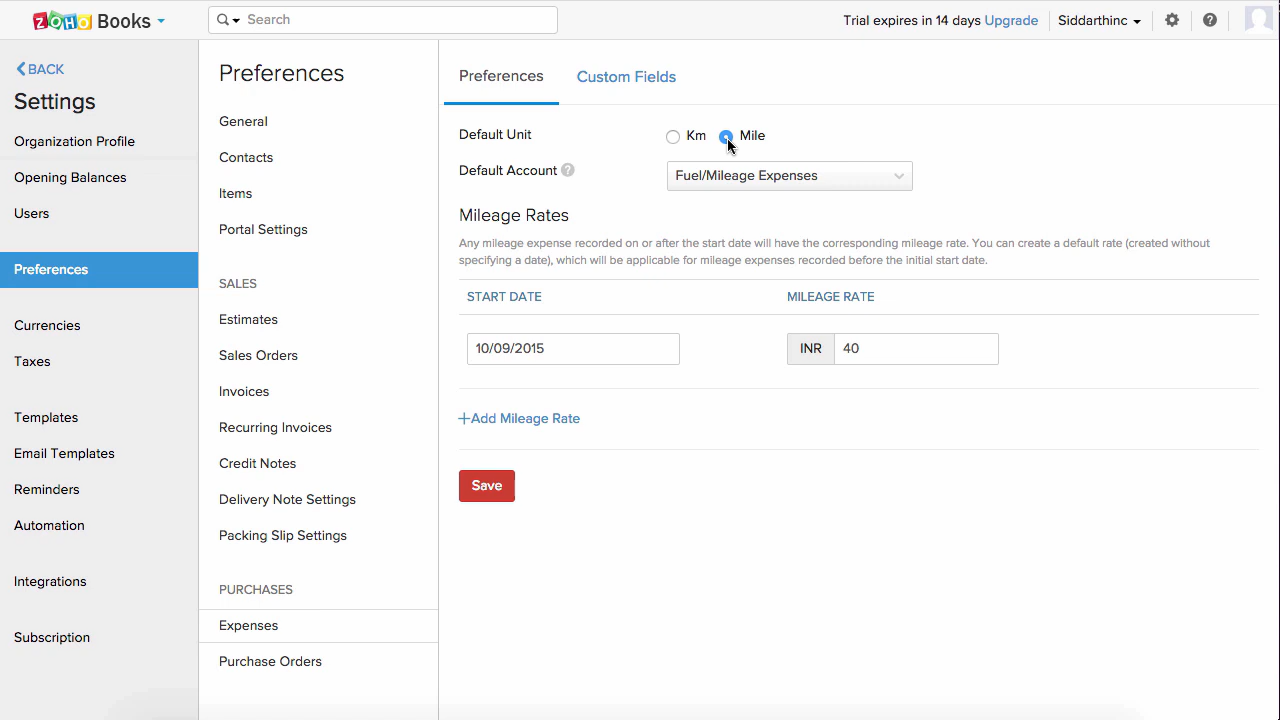 ZOHO Books
Search
Trial expires in 14 days Upgrade
Siddarthinc
BACK
Settings
Organization Profile
Opening Balances
Users
Preferences
Currencies
Taxes
Templates
Email Templates
Reminders
Automation
Integrations
Subscription
Preferences
General
Contacts
Items
Portal Settings
SALES
Estimates
Sales Orders
Invoices
Recurring Invoices
Credit Notes
Delivery Note Settings
Packing Slip Settings
PURCHASES
Expenses
Purchase Orders
Preferences Custom Fields
Default Unit Km Mile
Default Account ? Fuel/Mileage Expenses
Mileage Rates
Any mileage expense recorded on or after the start date will have the corresponding mileage rate. You can create a default rate (created without
specifying a date), which will be applicable for mileage expenses recorded before the initial start date.
START DATE MILEAGE RATE
10/09/2015 INR 40
+Add Mileage Rate
Save